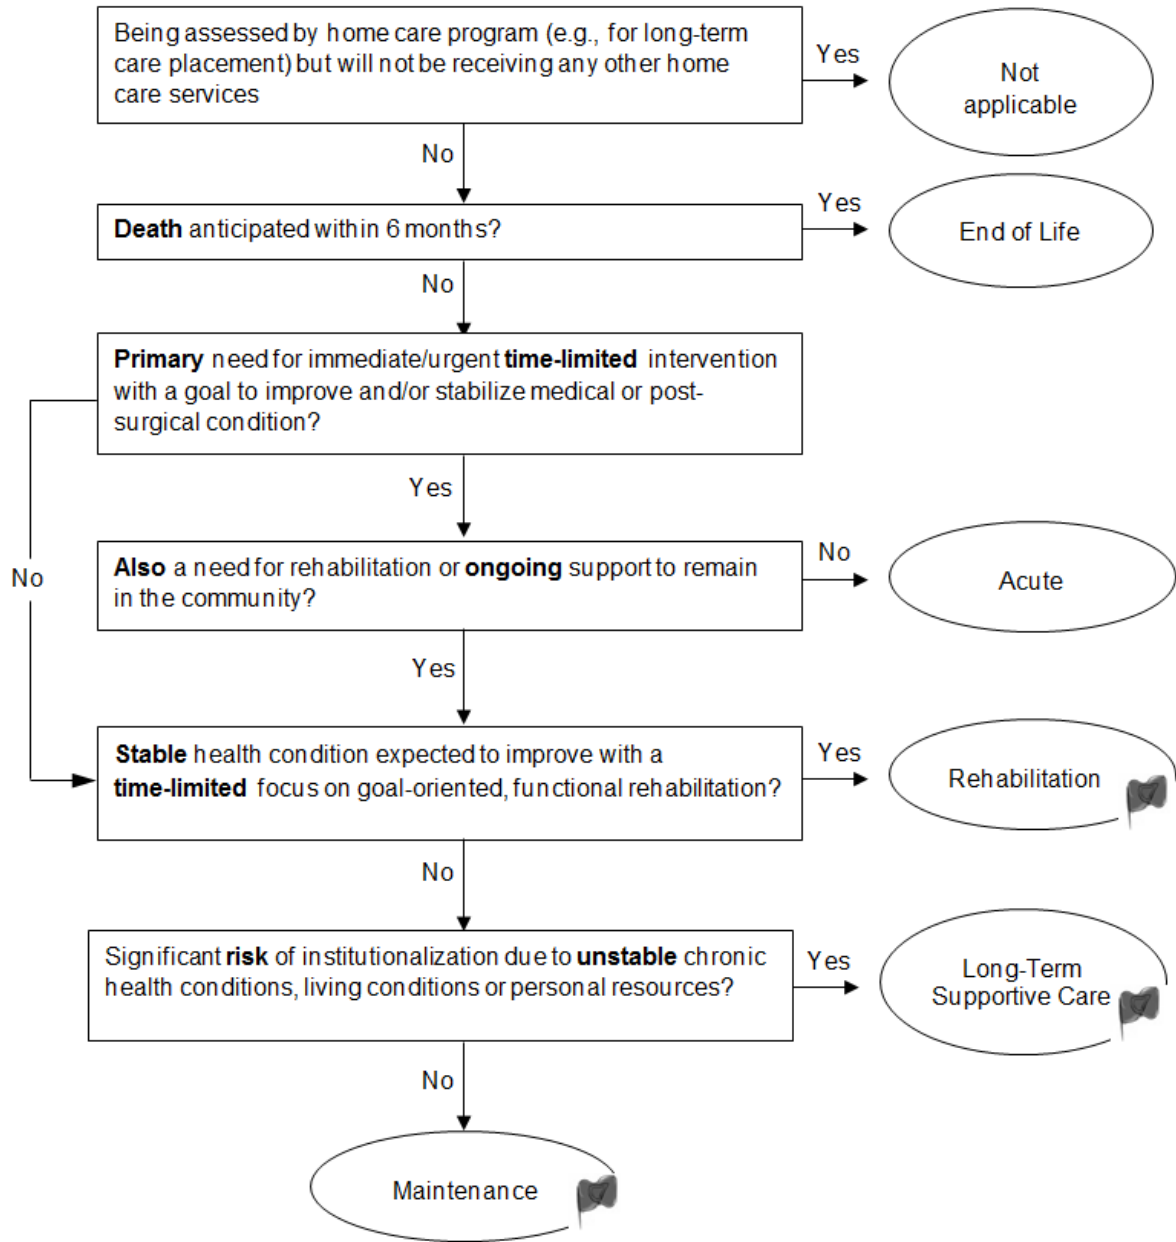 Being assessed by home care program (e.g., for long-term
care placement) but will not be receiving any other home
care services
Yes
Not
applicable
No
Death anticipated within 6 months?
Yes
End of Life
No
Primary need for immediate/urgent time-limited intervention
with a goal to improve and/or stabilize medical or post-
surgical condition?
Yes
No
Also a need for rehabilitation or ongoing support to remain
in the community?
No
Acute
Yes
Stable health condition expected to improve with a
time-limited focus on goal-oriented, functional rehabilitation?
Yes
Rehabilitation
No
Significant risk of institutionalization due to unstable chronic
health conditions, living conditions or personal resources?
Yes
Long-Term
Supportive Care
No
Maintenance